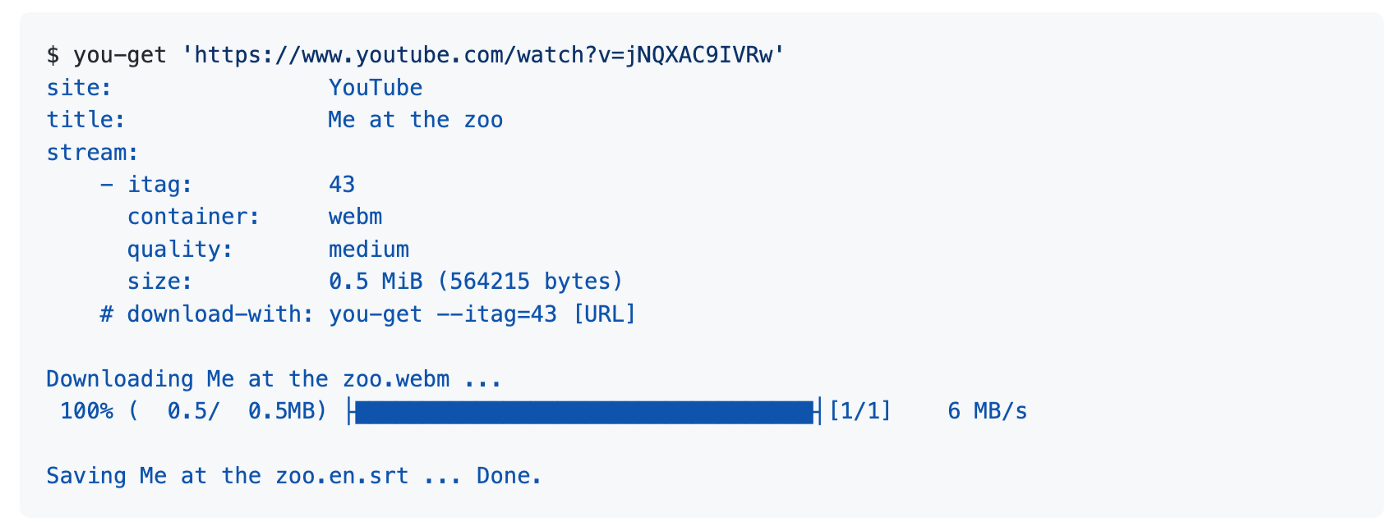 $ you-get 'https://www.youtube.com/watch?v=jNQXAC9IVRw'
site:                YouTube
title:               Me at the zoo
stream:
    - itag:          43
      container:     webm
      quality:       medium
      size:          0.5 MiB (564215 bytes)
    # download-with: you-get --itag=43 [URL]

Downloading Me at the zoo.webm ...
 100% (  0.5/  0.5MB) ├██████████████████████████████████┤[1/1]    6 MB/s

Saving Me at the zoo.en.srt ... Done.